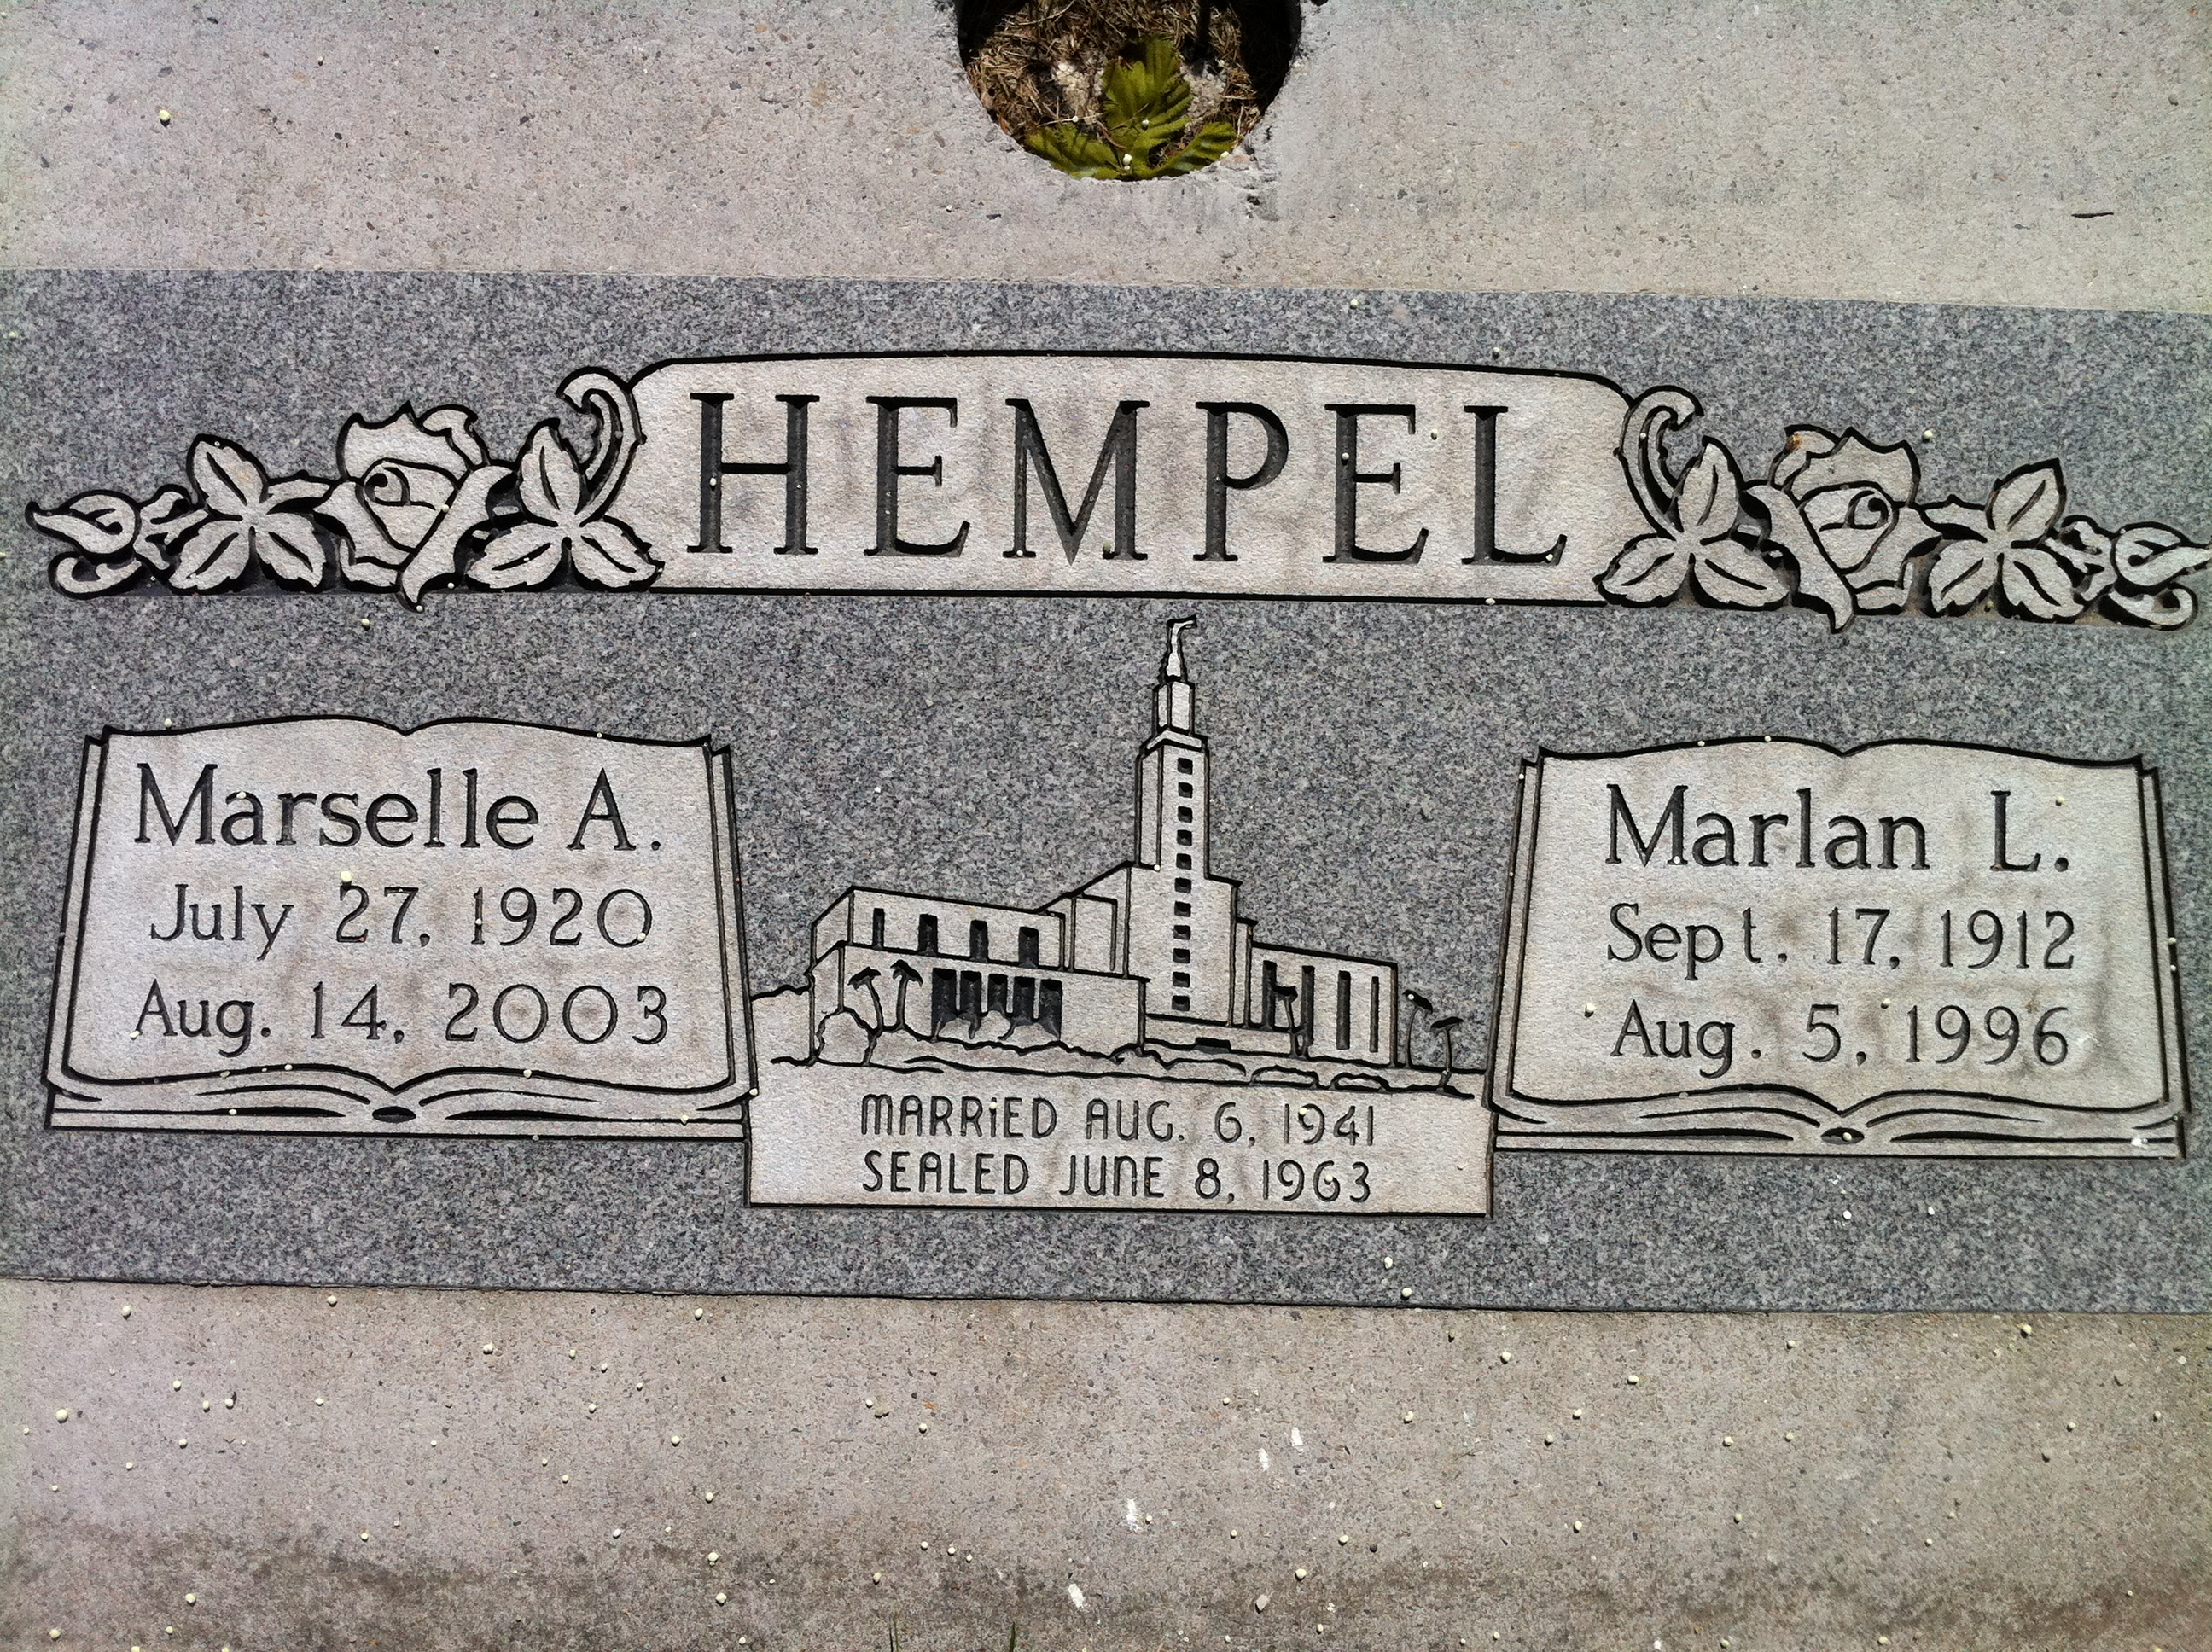 HEMPEL
Marselle A.
July 27, 1920
Aug. 14, 2003
Marlan L.
Sept. 17, 1912
Aug. 5, 1996
MARRiED AUG. 6, 1941
SEALED JUNE 8, 1963